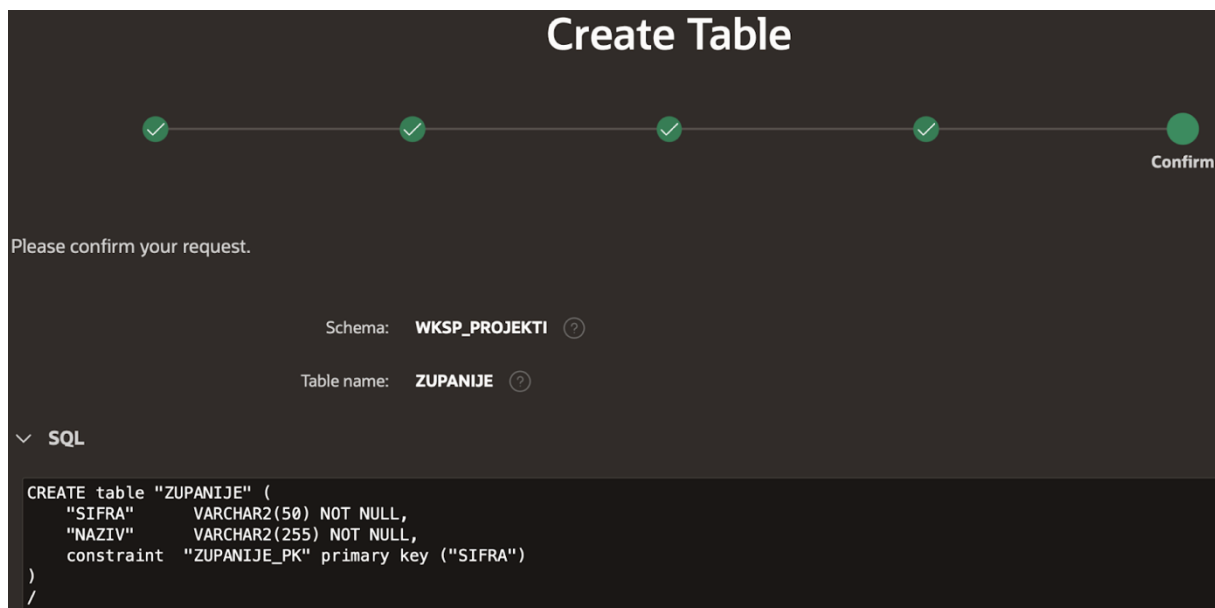 Create Table
Confirm
Please confirm your request.
Schema: WKSP_PROJEKTI ?
Table name: ZUPANIJE ?
SQL
CREATE table "ZUPANIJE" (
    "SIFRA"      VARCHAR2(50) NOT NULL,
    "NAZIV"      VARCHAR2(255) NOT NULL,
    constraint  "ZUPANIJE_PK" primary key ("SIFRA")
)
/